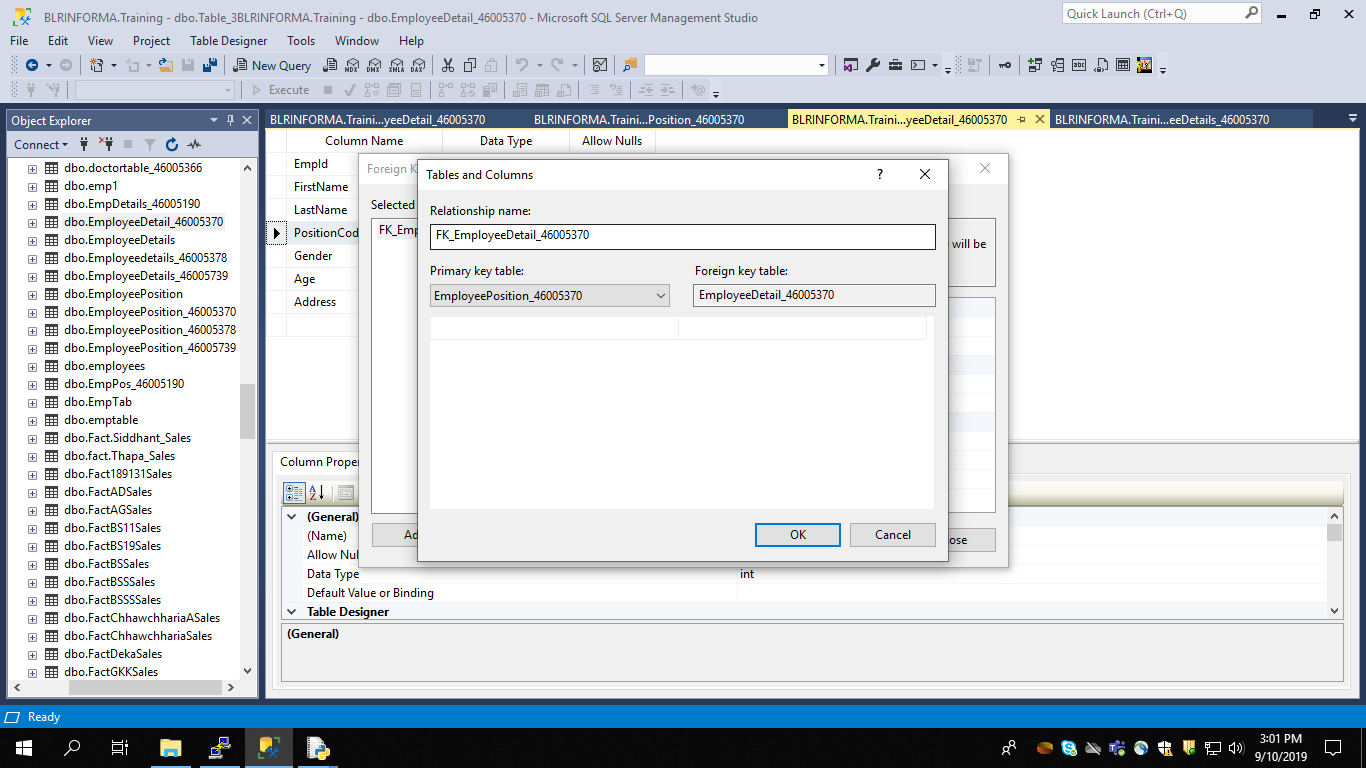 BLRINFORMA.Training - dbo.Table_3BLRINFORMA.Training - dbo.EmployeeDetail_46005370 - Microsoft SQL Server Management Studio
Quick Launch (Ctrl+Q)
File Edit View Project Table Designer Tools Window Help
New Query MDX DMX XMLA DAX
Execute
Object Explorer
BLRINFORMA.Traini...yeeDetail_46005370 BLRINFORMA.Traini...Position_46005370 BLRINFORMA.Traini...yeeDetail_46005370 BLRINFORMA.Traini...eeDetails_46005370
Connect
Column Name Data Type Allow Nulls
dbo.doctortable_46005366
dbo.emp1
dbo.EmpDetails_46005190
dbo.EmployeeDetail_46005370
dbo.EmployeeDetails
dbo.Employeedetails_46005378
dbo.EmployeeDetails_46005739
dbo.EmployeePosition
dbo.EmployeePosition_46005370
dbo.EmployeePosition_46005378
dbo.EmployeePosition_46005739
dbo.employees
dbo.EmpPos_46005190
dbo.EmpTab
dbo.emptable
dbo.Fact.Siddhant_Sales
dbo.fact.Thapa_Sales
dbo.Fact189131Sales
dbo.FactADSales
dbo.FactAGSales
dbo.FactBS11Sales
dbo.FactBS19Sales
dbo.FactBSSales
dbo.FactBSSSales
dbo.FactBSSSSales
dbo.FactChhawchhariaASales
dbo.FactChhawchhariaSales
dbo.FactDekaSales
dbo.FactGKKSales
EmpId
FirstName
LastName
PositionCod
Gender
Age
Address
Foreign K
Selected
FK_Emp
will be
Ad
ose
Tables and Columns
?
Relationship name:
FK_EmployeeDetail_46005370
Primary key table: Foreign key table:
EmployeePosition_46005370 EmployeeDetail_46005370
OK Cancel
Column Prope
(General)
(Name)
Allow Nul
Data Type int
Default Value or Binding
Table Designer
(General)
Ready
3:01 PM
9/10/2019